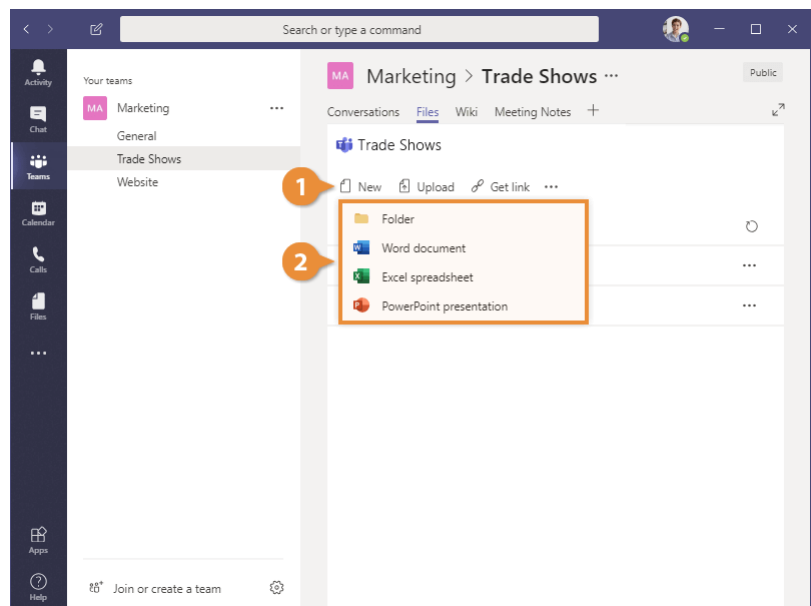 Search or type a command
Activity
Chat
Teams
Calendar
Calls
Files
Apps
Help
Your teams
MA Marketing
General
Trade Shows
Website
Join or create a team
MA Marketing > Trade Shows ...
Public
Conversations Files Wiki Meeting Notes +
Trade Shows
1
New Upload Get link ...
2
Folder
Word document
Excel spreadsheet
PowerPoint presentation